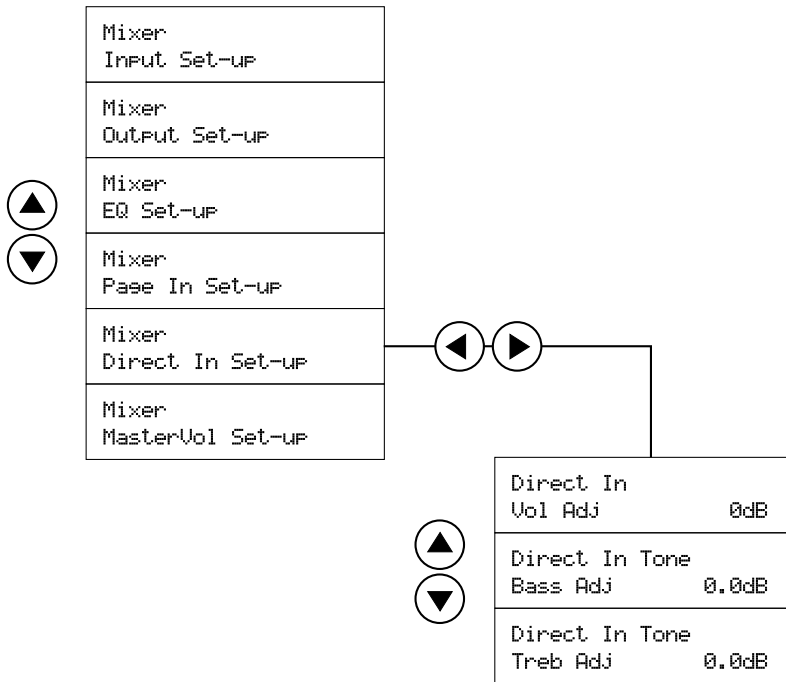 Mixer
Input Set-up
Mixer
Output Set-up
Mixer
EQ Set-up
Mixer
Page In Set-up
Mixer
Direct In Set-up
Mixer
MasterVol Set-up
Direct In
Vol Adj 0dB
Direct In Tone
Bass Adj 0.0dB
Direct In Tone
Treb Adj 0.0dB